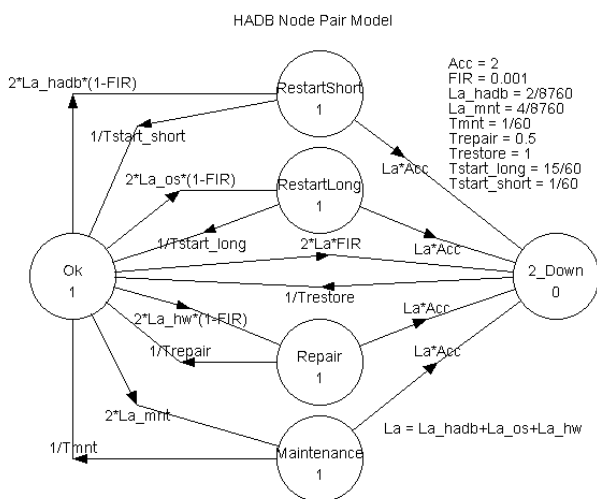 HADB Node Pair Model
Acc = 2
FIR = 0.001
La_hadb = 2/8760
La_mnt = 4/8760
Tmnt = 1/60
Trepair = 0.5
Trestore = 1
Tstart_long = 15/60
Tstart_short = 1/60
2*La_hadb*(1-FIR)
RestartShort
1
1/Tstart_short
La*Acc
2*La_os*(1-FIR)
RestartLong
1
1/Tstart_long
2*La*FIR
La*Acc
Ok
1
2_Down
0
1/Trestore
2*La_hw*(1-FIR)
La*Acc
1/Trepair
Repair
1
La*Acc
2*La_mnt
La = La_hadb+La_os+La_hw
1/Tmnt
Maintenance
1